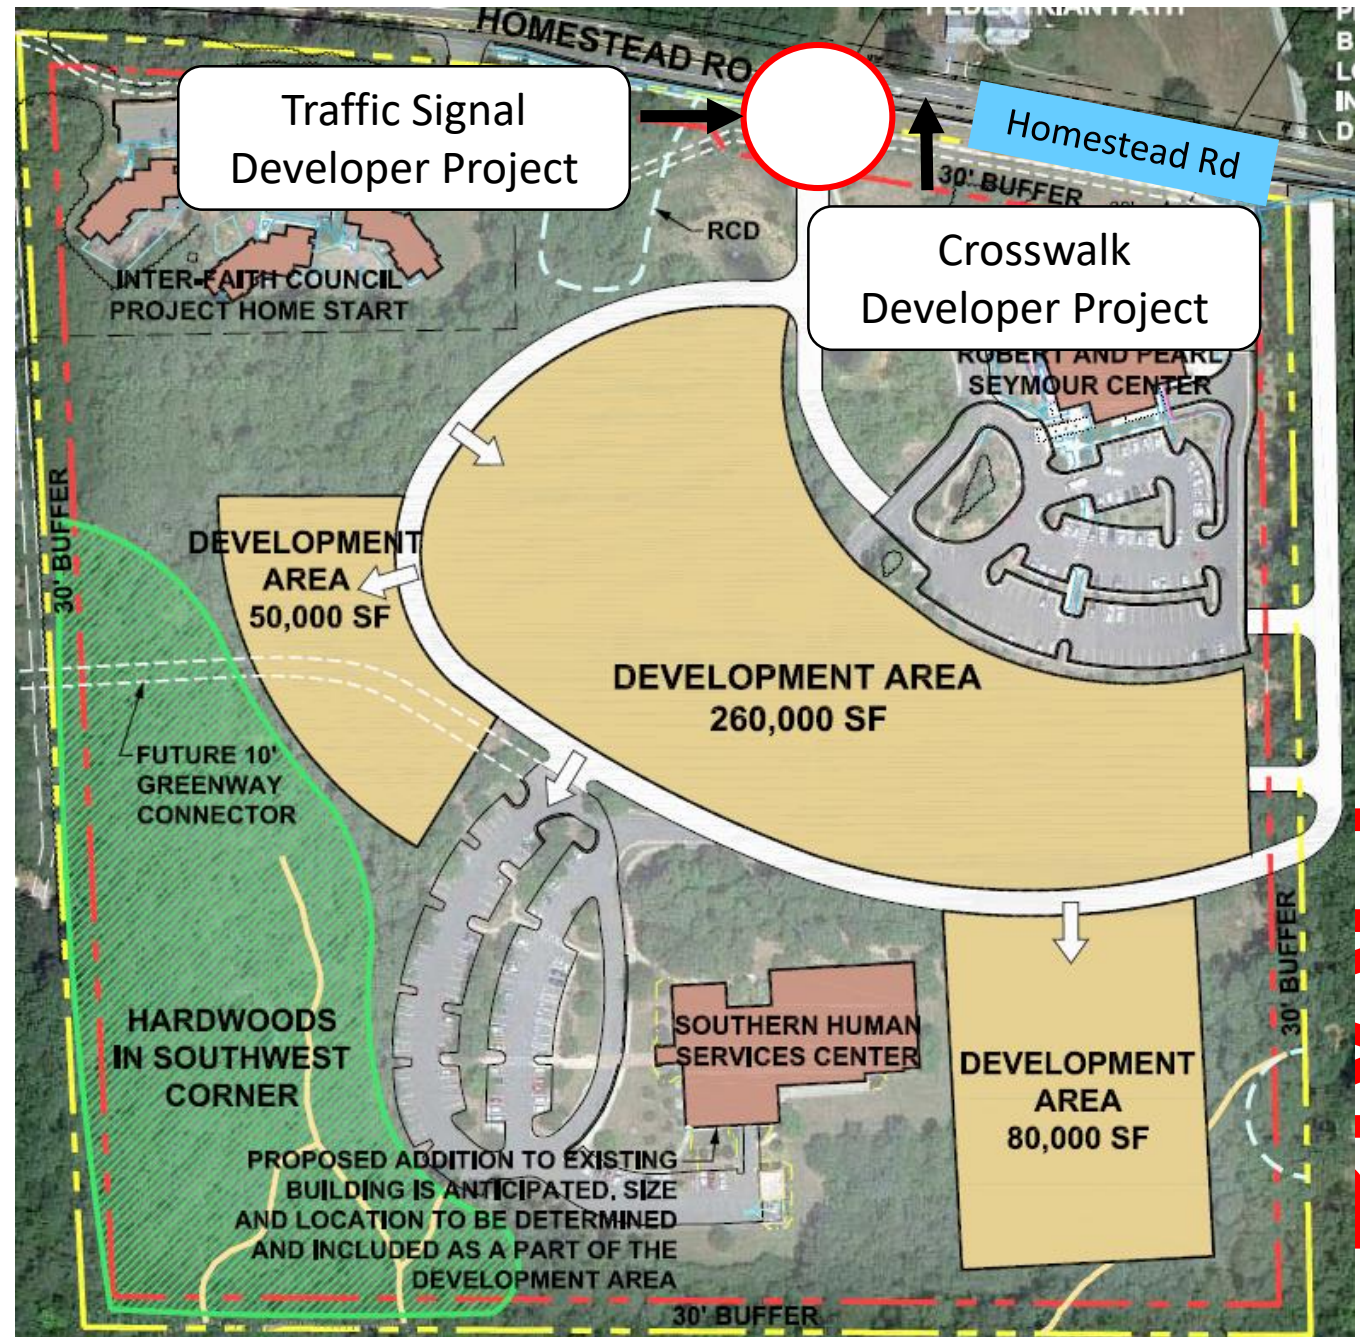 PEDESTRIAN PATH
HOMESTEAD RO
Traffic Signal
Developer Project
Homestead Rd
30' BUFFER
RCD
Crosswalk
Developer Project
INTER-FAITH COUNCIL
PROJECT HOME START
ROBERT AND PEARL
SEYMOUR CENTER
30' BUFFER
DEVELOPMENT
AREA
50,000 SF
DEVELOPMENT AREA
260,000 SF
FUTURE 10'
GREENWAY
CONNECTOR
30' BUFFER
HARDWOODS
IN SOUTHWEST
CORNER
SOUTHERN HUMAN
SERVICES CENTER
DEVELOPMENT
AREA
80,000 SF
PROPOSED ADDITION TO EXISTING
BUILDING IS ANTICIPATED, SIZE
AND LOCATION TO BE DETERMINED
AND INCLUDED AS A PART OF THE
DEVELOPMENT AREA
30' BUFFER